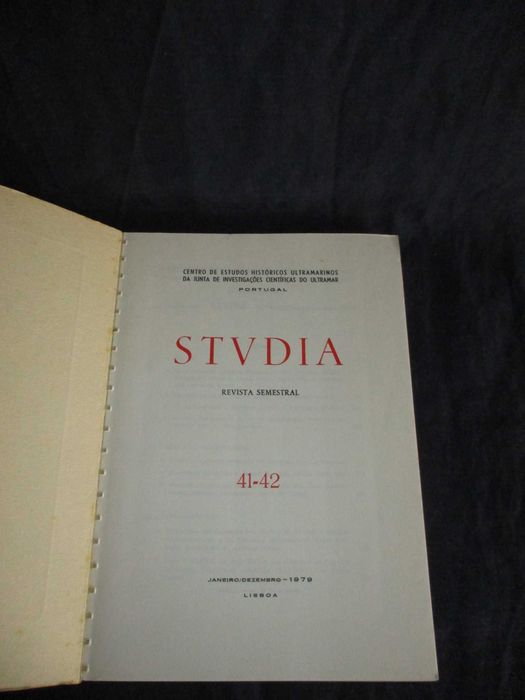 CENTRO DE ESTUDOS HISTÓRICOS ULTRAMARINOS
DA JUNTA DE INVESTIGAÇÕES CIENTÍFICAS DO ULTRAMAR
PORTUGAL
STVDIA
REVISTA SEMESTRAL
41-42
JANEIRO/DEZEMBRO — 1979
LISBOA